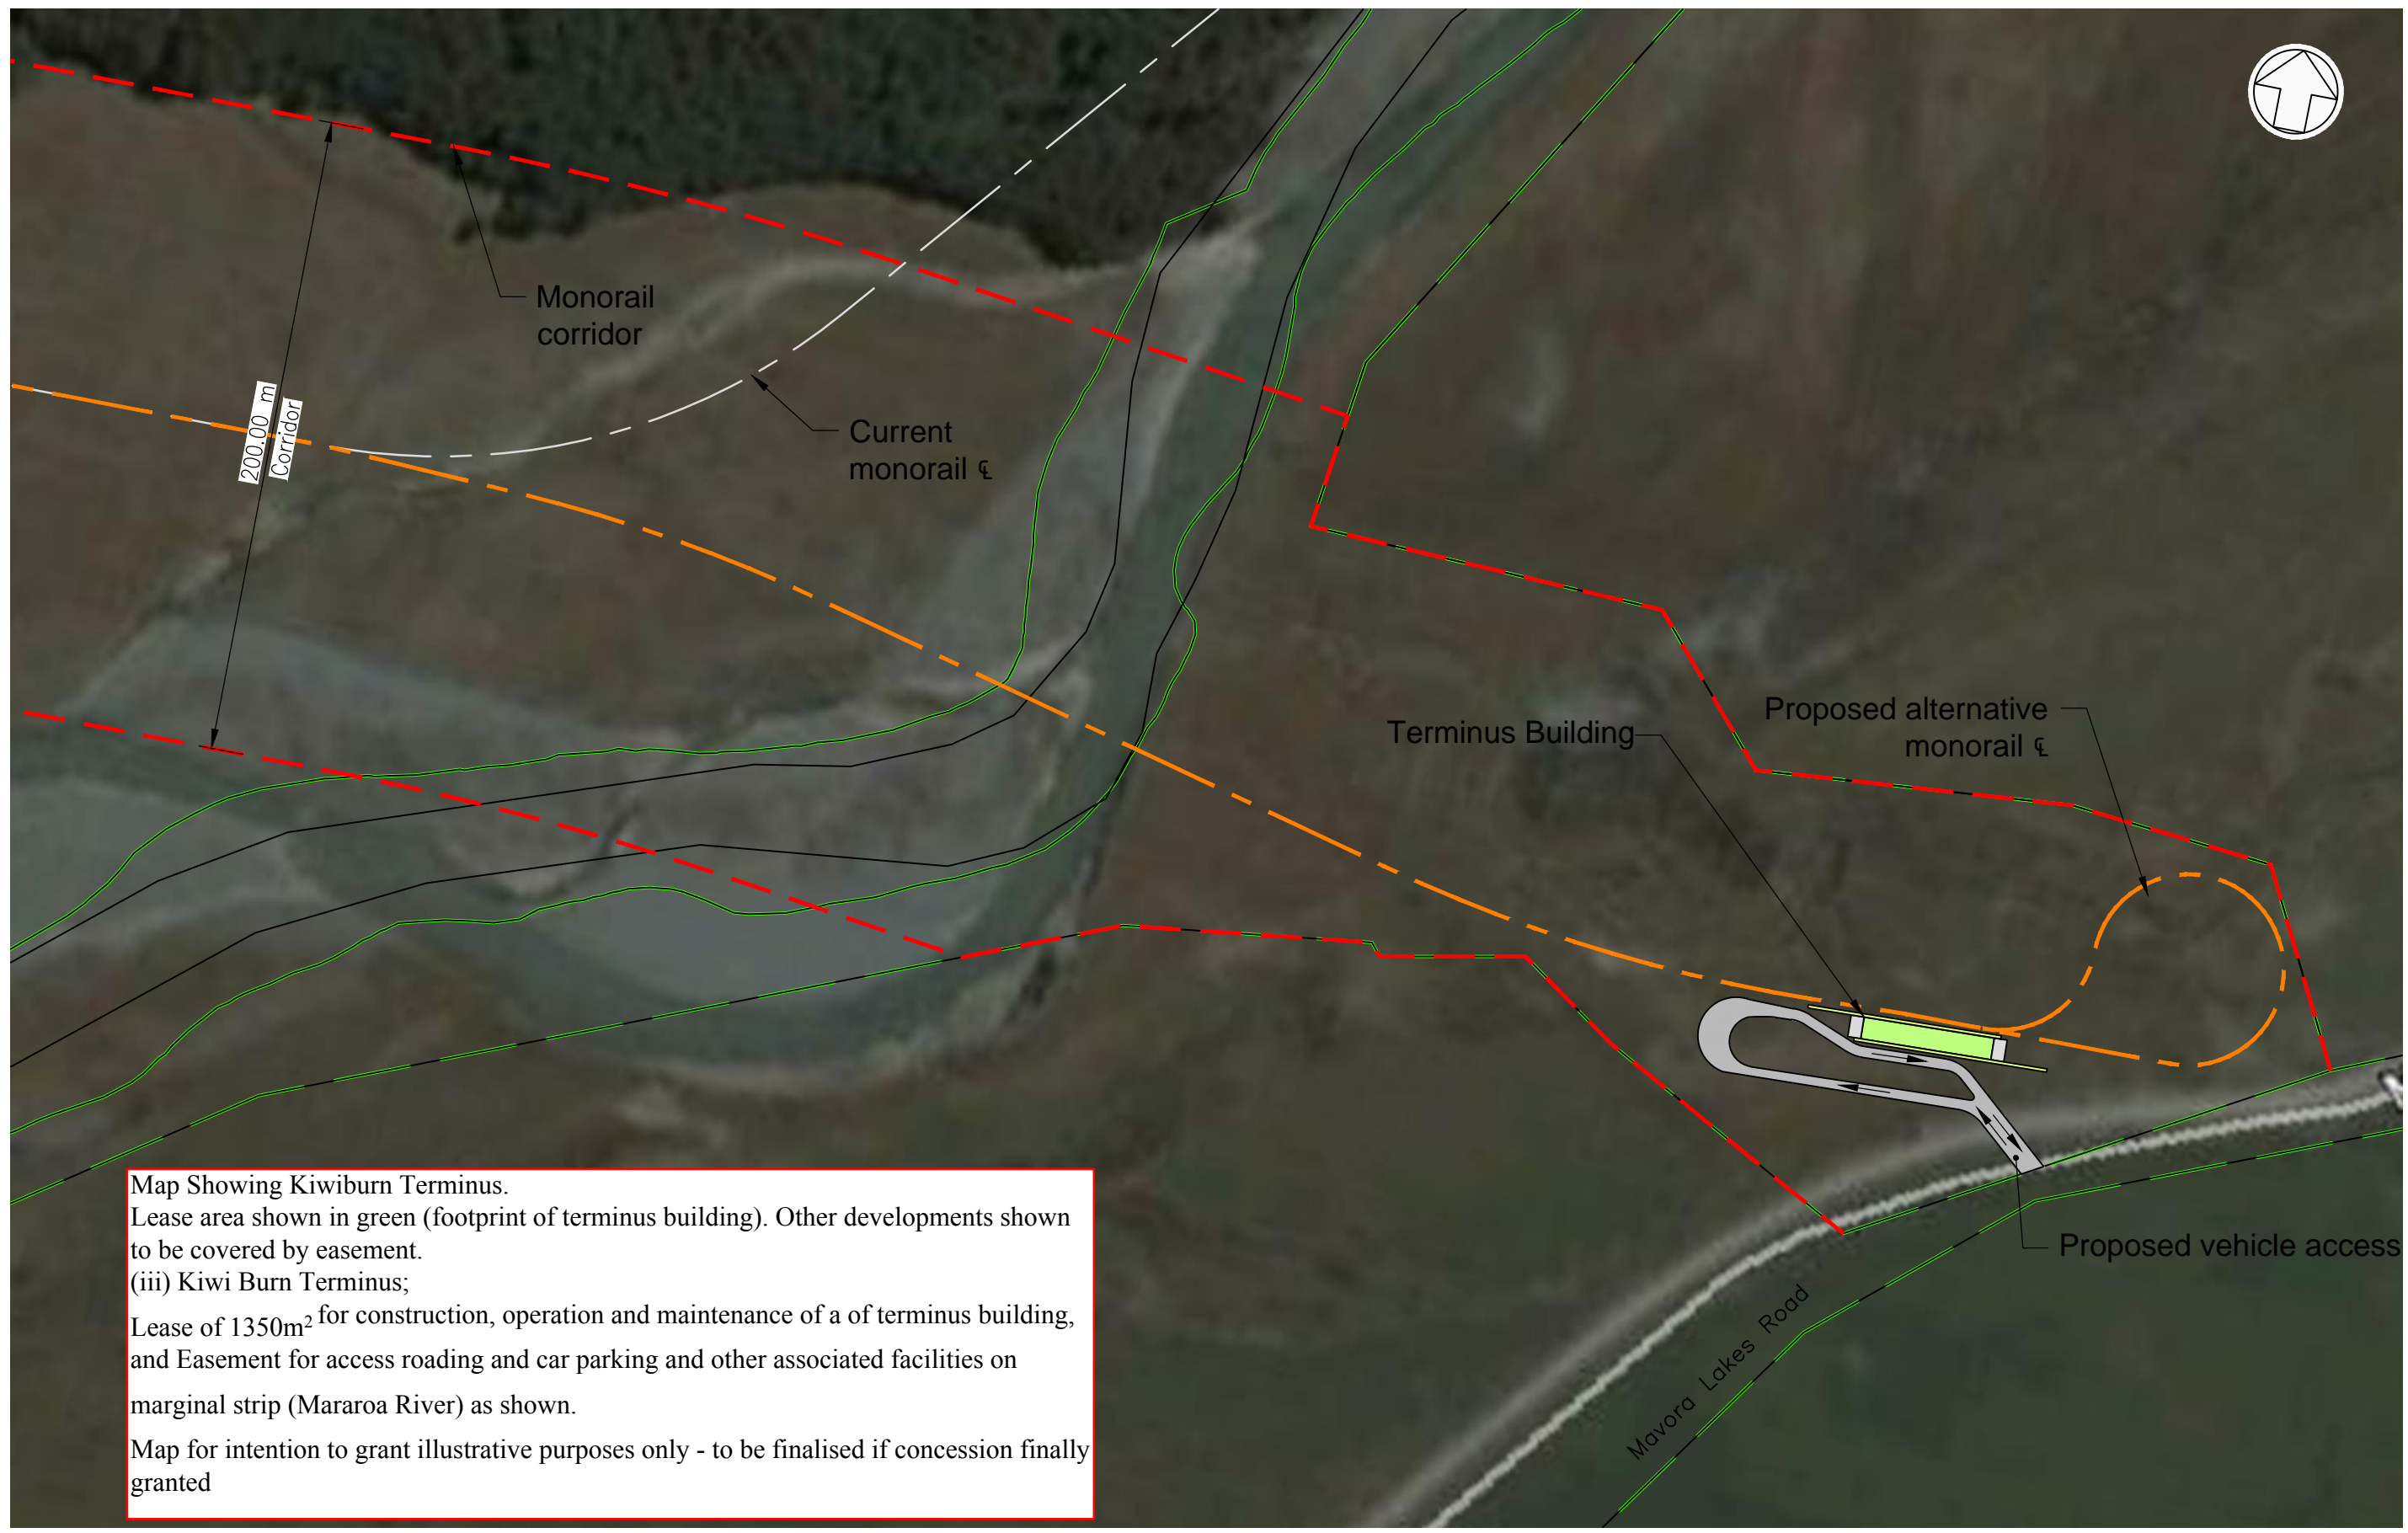 Monorail
corridor
200.00 m
Corridor
Current
monorail ℄
Terminus Building
Proposed alternative
monorail ℄
Proposed vehicle access
Mavora Lakes Road
Map Showing Kiwiburn Terminus.
Lease area shown in green (footprint of terminus building). Other developments shown
to be covered by easement.
(iii) Kiwi Burn Terminus;
Lease of 1350m² for construction, operation and maintenance of a of terminus building,
and Easement for access roading and car parking and other associated facilities on
marginal strip (Mararoa River) as shown.
Map for intention to grant illustrative purposes only - to be finalised if concession finally
granted